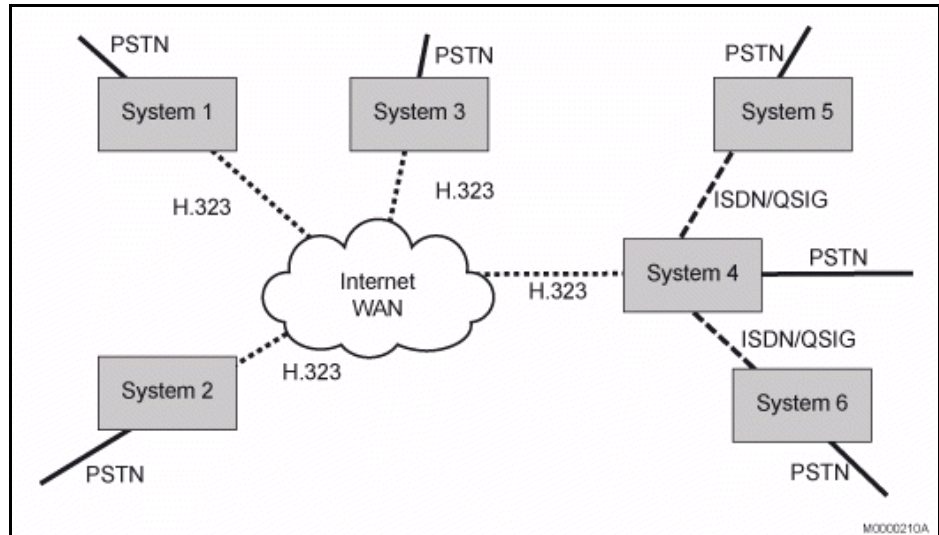 PSTN
PSTN
PSTN
System 1
System 3
System 5
H.323
H.323
ISDN/QSIG
Internet
WAN
H.323
System 4
PSTN
H.323
ISDN/QSIG
System 2
System 6
PSTN
PSTN
M0000210A